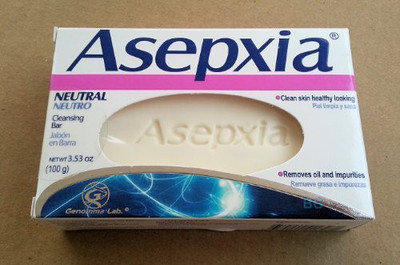 Asepxia®
NEUTRAL
NEUTRO
Cleansing
Bar
Jabón
en Barra
NET WT 3.53 oz
(100 g)
Clean skin healthy looking
Piel limpia y sana
Asepxia
Removes oil and impurities
Remueve grasa e impurezas
Genomma Lab.®